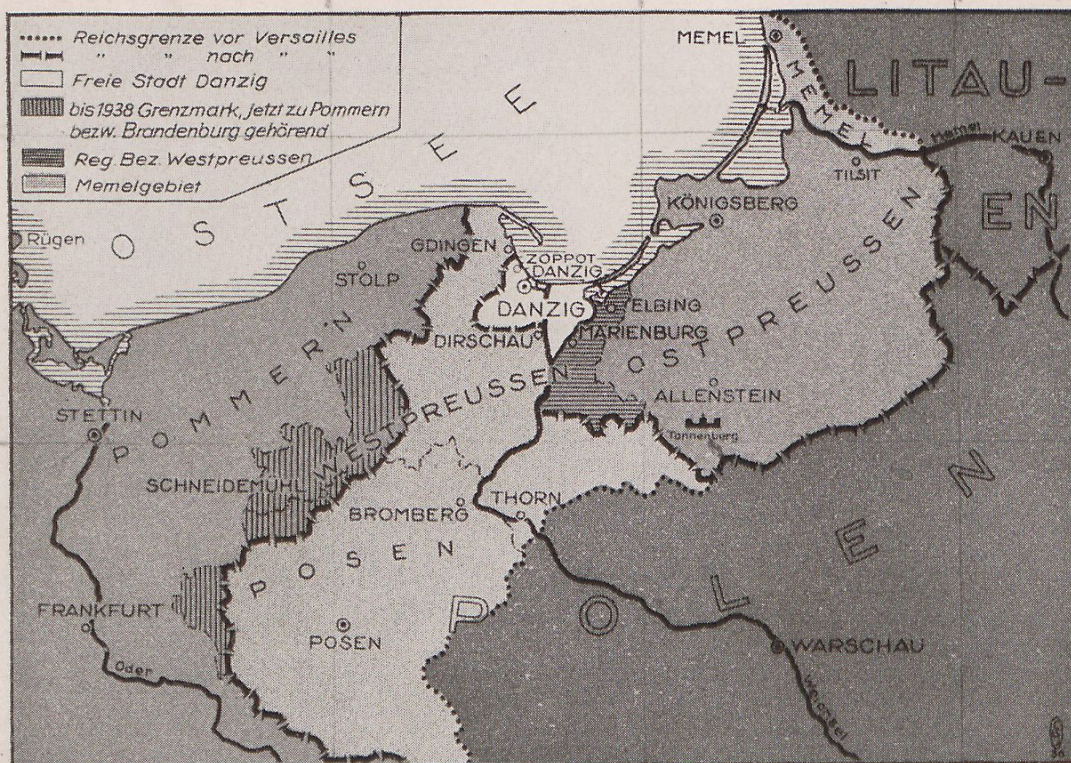 Reichsgrenze vor Versailles
" " nach " "
Freie Stadt Danzig
bis 1938 Grenzmark, jetzt zu Pommern
bezw. Brandenburg gehörend
Reg. Bez. Westpreussen
Memelgebiet
OSTSEE
MEMEL
MEMEL
LITAU-
EN
Memel
KAUEN
TILSIT
KÖNIGSBERG
Rügen
GDINGEN
STOLP
ZOPPOT
DANZIG
DANZIG
ELBING
MARIENBURG
DIRSCHAU
OSTPREUSSEN
POMMERN
WESTPREUSSEN
ALLENSTEIN
Tannenberg
STETTIN
SCHNEIDEMÜHL
THORN
BROMBERG
POSEN
POLEN
FRANKFURT
POSEN
WARSCHAU
Oder
Weichsel